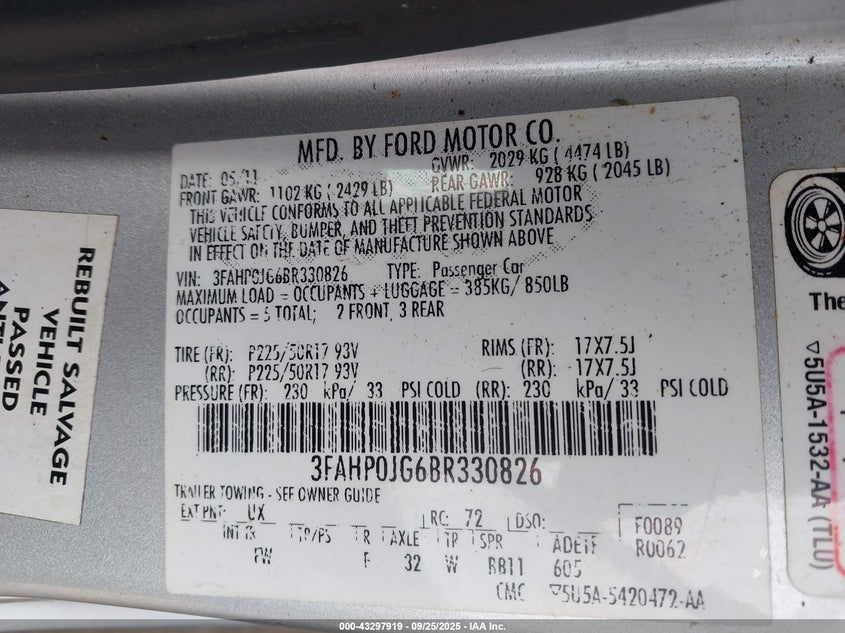 MFD. BY FORD MOTOR CO.
DATE: 05/11
GVWR: 2029 KG ( 4474 LB)
FRONT GAWR: 1102 KG ( 2429 LB)
REAR GAWR: 928 KG ( 2045 LB)
THIS VEHICLE CONFORMS TO ALL APPLICABLE FEDERAL MOTOR
VEHICLE SAFETY, BUMPER, AND THEFT PREVENTION STANDARDS
IN EFFECT ON THE DATE OF MANUFACTURE SHOWN ABOVE
VIN: 3FAHP0JG6BR330826 TYPE: Passenger Car
MAXIMUM LOAD = OCCUPANTS + LUGGAGE = 385KG/ 850LB
OCCUPANTS = 5 TOTAL; 2 FRONT, 3 REAR
TIRE (FR): P225/50R17 93V RIMS (FR): 17X7.5J
(RR): P225/50R17 93V (RR): 17X7.5J
PRESSURE (FR): 230 kPa/ 33 PSI COLD (RR): 230 kPa/ 33 PSI COLD
3FAHP0JG6BR330826
TRAILER TOWING - SEE OWNER GUIDE
EXT PNT: UX RC: 72 DSO:
F0089
R0062
INT TR TP/PS R AXLE TP SPR
FW F 32 W BB11 605
CMC ▽5U5A-5420472-AA
REBUILT SALVAGE
VEHICLE
PASSED
The
▽5U5A-1532-AA (TLU)
000-43297919 - 09/25/2025 - IAA Inc.